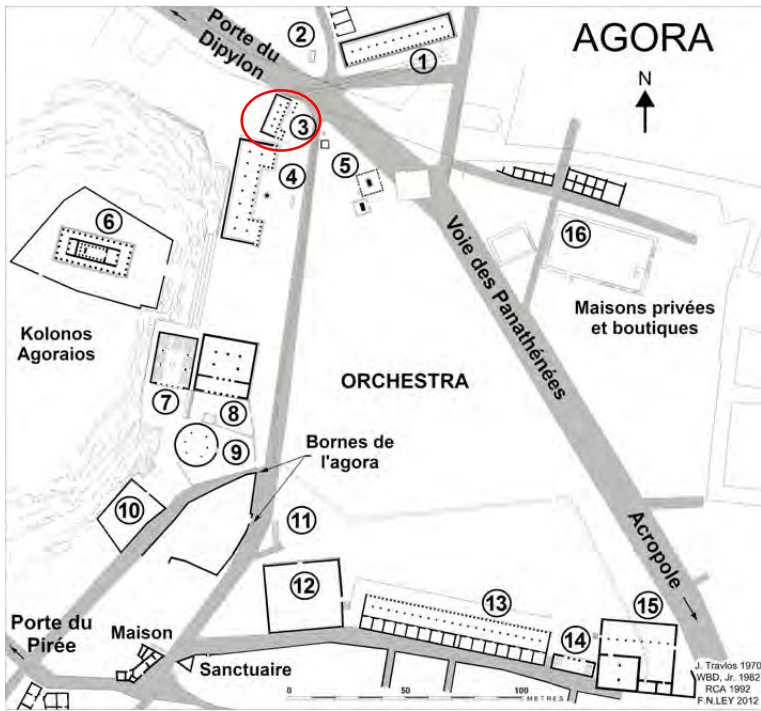 AGORA
N
Porte du
Dipylon
②
①
③
④
⑤
⑥
⑯
Voie des Panathénées
Maisons privées
et boutiques
Kolonos
Agoraios
ORCHESTRA
⑦
⑧
⑨
Bornes de
l'agora
⑩
⑪
⑫
⑬
⑭
⑮
Acropole
Porte du
Pirée
Maison
Sanctuaire
0 50 100
METRES
J. Travlos 1970
WBD, Jr. 1982
RCA 1992
F.N.LEY 2012